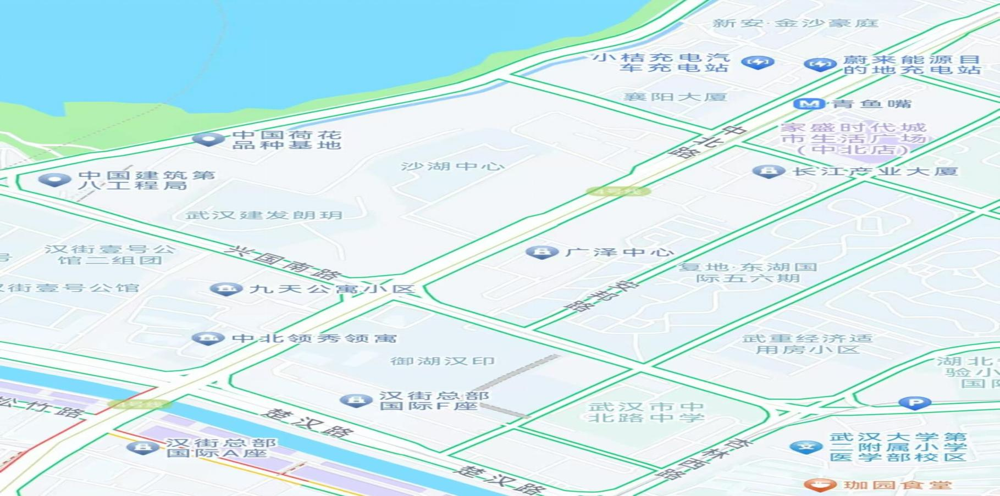 新安·金沙豪庭
小桔充电汽
车充电站
蔚来能源目
的地充电站
襄阳大厦
青鱼嘴
家盛时代城
市生活广场
(中北店)
中北路
中国荷花
品种基地
沙湖中心
长江产业大厦
中国建筑第
八工程局
4号线
武汉建发朗玥
汉街壹号公
馆二组团
号
兴国南路
广泽中心
复地·东湖国
际五六期
汉街壹号公馆
九天公寓小区
安邦路
中北领秀领寓
武重经济适
用房小区
御湖汉印
湖北
验小
国
汉街总部
国际F座
松竹路
4号线
武汉市中
北路中学
楚汉路
汉街总部
国际A座
杏林西路
武汉大学第
二附属小学
医学部校区
楚汉路
珈园食堂